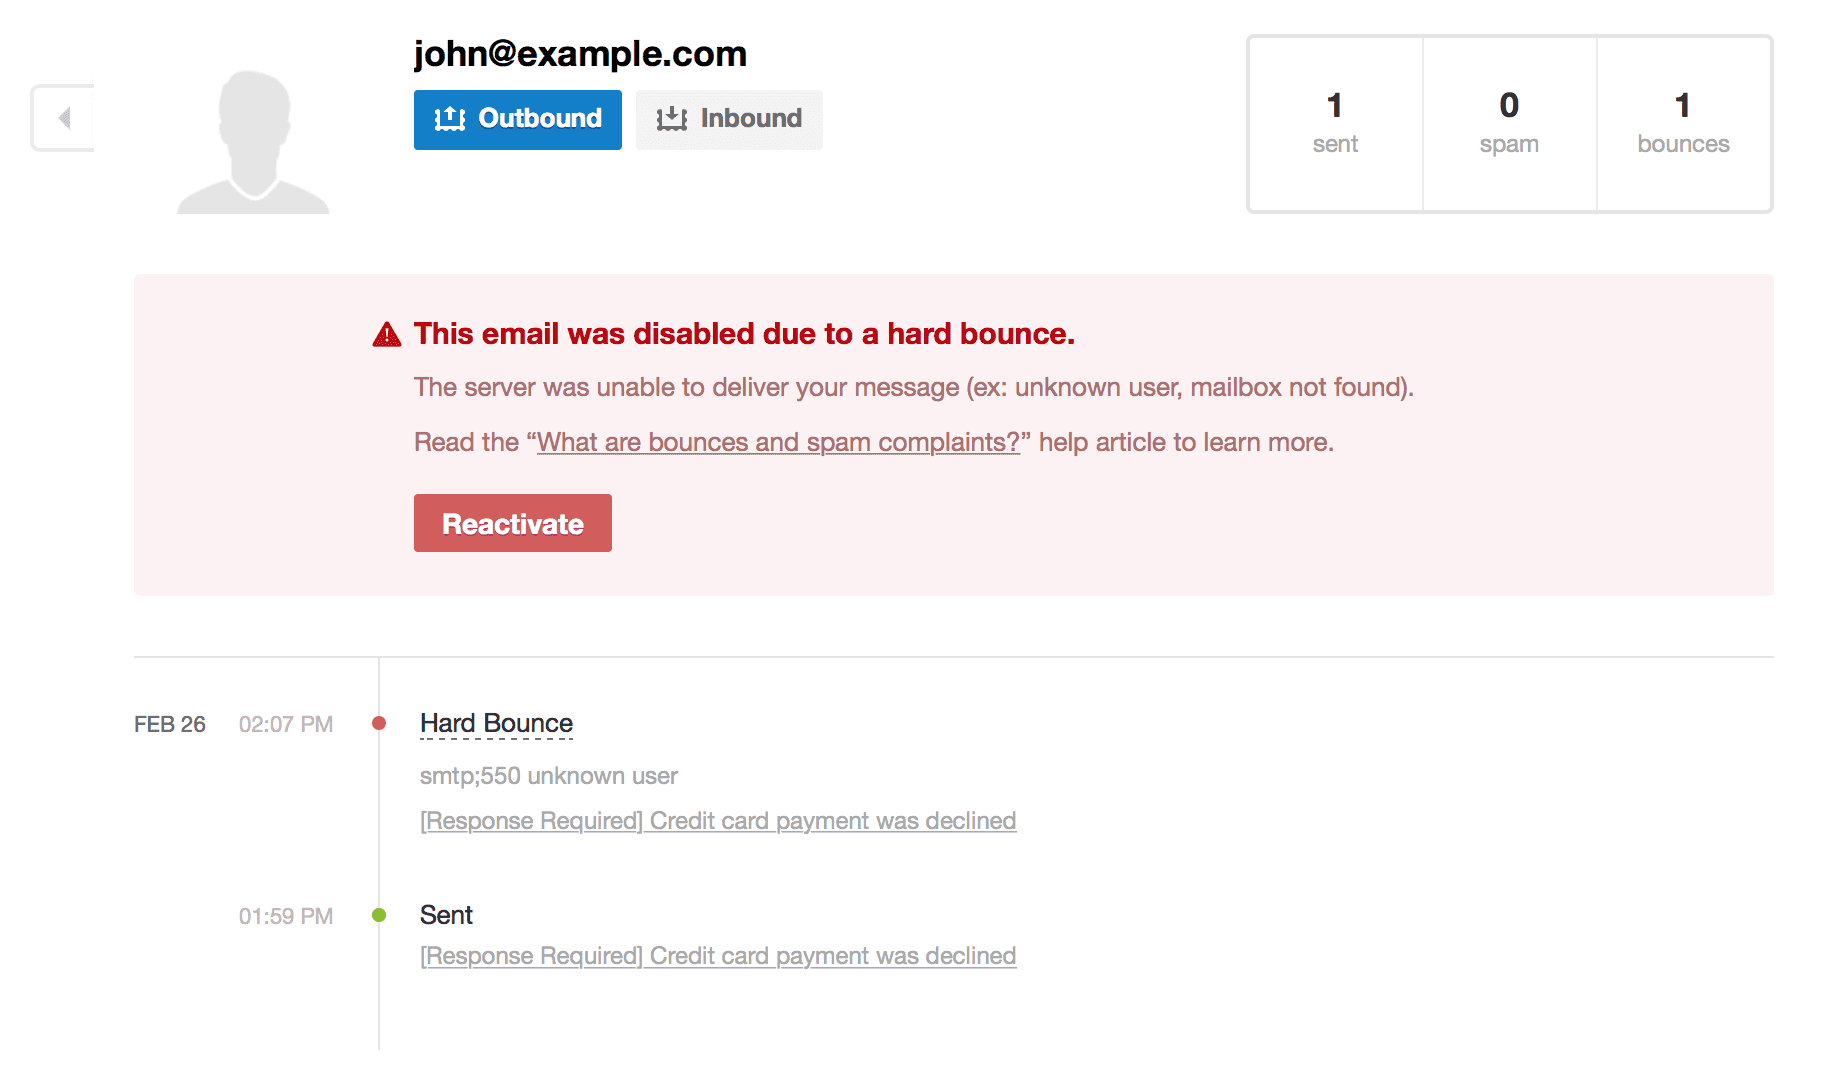 john@example.com
Outbound
Inbound
1
sent
0
spam
1
bounces
This email was disabled due to a hard bounce.
The server was unable to deliver your message (ex: unknown user, mailbox not found).
Read the “What are bounces and spam complaints?” help article to learn more.
Reactivate
FEB 26 02:07 PM Hard Bounce
smtp;550 unknown user
[Response Required] Credit card payment was declined
01:59 PM Sent
[Response Required] Credit card payment was declined